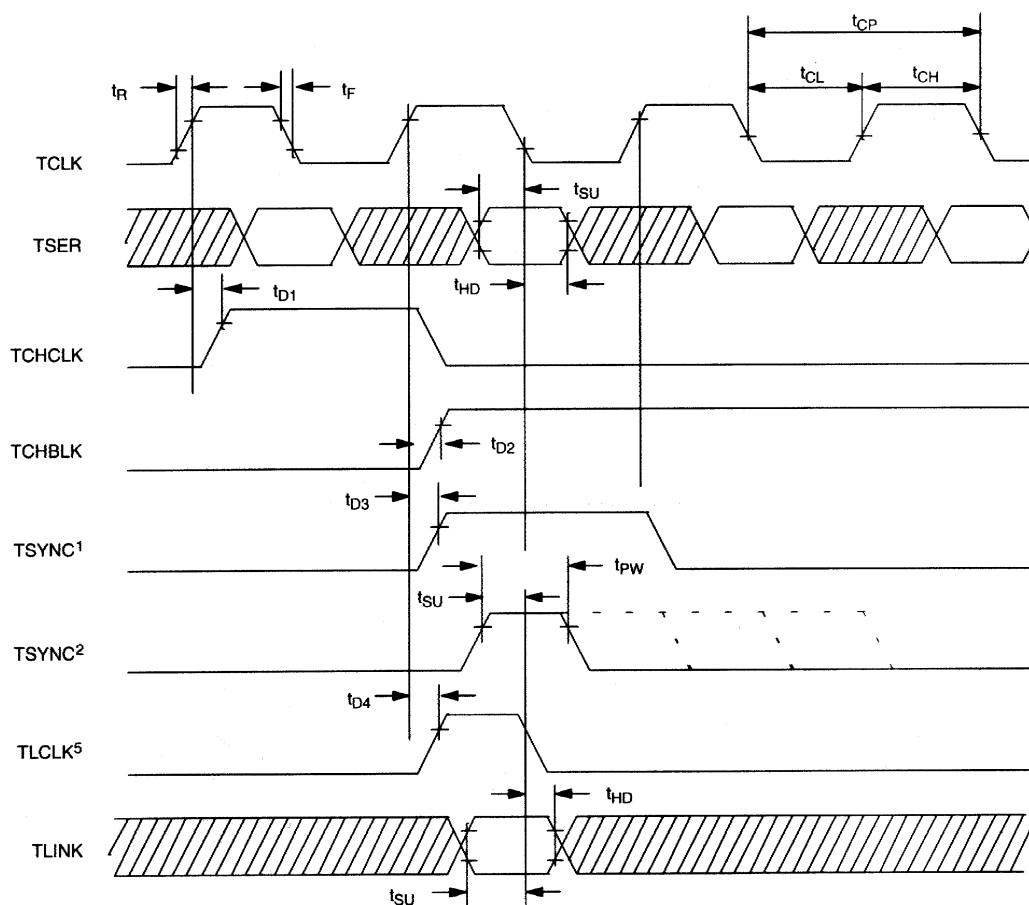 tCP
tR
tF
tCL
tCH
TCLK
tSU
TSER
tHD
tD1
TCHCLK
TCHBLK
tD2
tD3
TSYNC1
tPW
tSU
TSYNC2
tD4
TLCLK5
tHD
TLINK
tSU